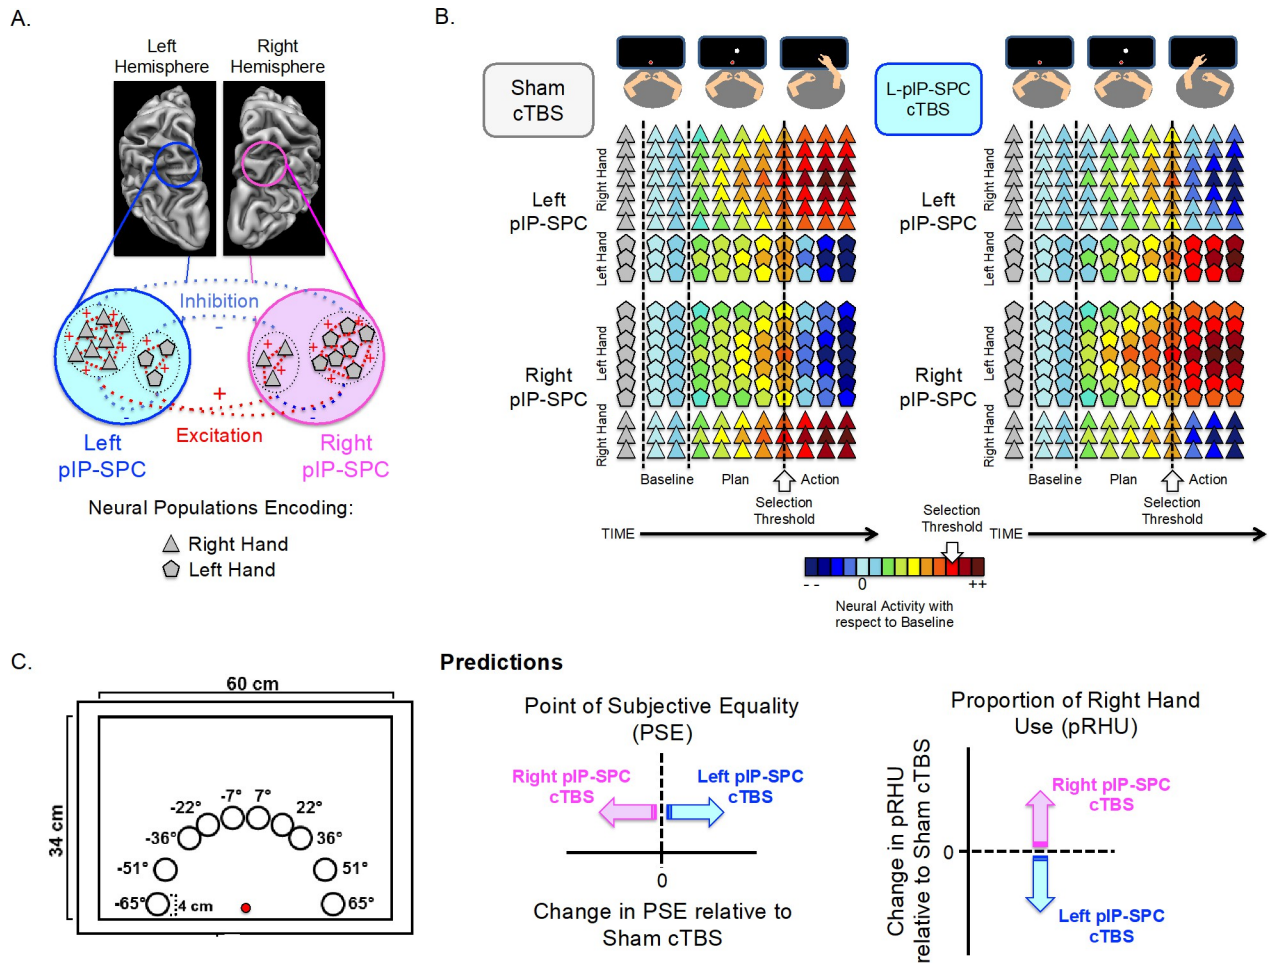 A.
Left
Hemisphere
Right
Hemisphere
Inhibition
-
+
Excitation
Left
pIP-SPC
Right
pIP-SPC
Neural Populations Encoding:
Right Hand
Left Hand
B.
Sham
cTBS
Left
pIP-SPC
Right
pIP-SPC
Right Hand
Left Hand
Left Hand
Right Hand
Baseline
Plan
Action
Selection
Threshold
TIME
L-pIP-SPC
cTBS
Left
pIP-SPC
Right
pIP-SPC
Right Hand
Left Hand
Left Hand
Right Hand
Baseline
Plan
Action
Selection
Threshold
TIME
Selection
Threshold
- -
0
++
Neural Activity with
respect to Baseline
C.
60 cm
34 cm
-65°
-51°
-36°
-22°
-7°
7°
22°
36°
51°
65°
4 cm
Predictions
Point of Subjective Equality
(PSE)
Right pIP-SPC
cTBS
Left pIP-SPC
cTBS
0
Change in PSE relative to
Sham cTBS
Proportion of Right Hand
Use (pRHU)
Change in pRHU
relative to Sham cTBS
0
Right pIP-SPC
cTBS
Left pIP-SPC
cTBS